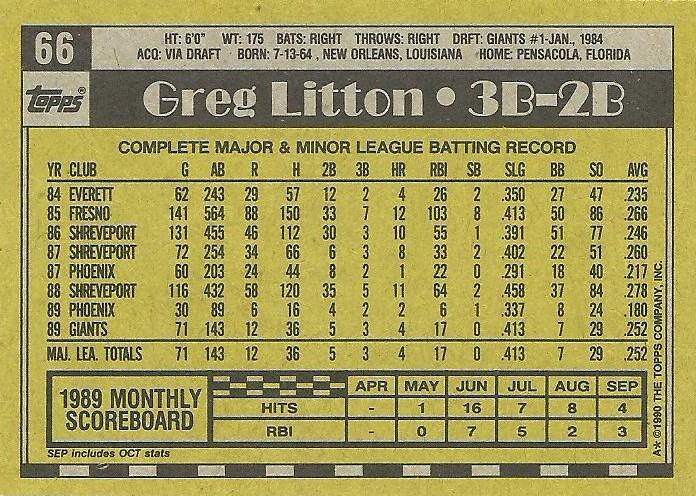 66
HT: 6'0" WT: 175 BATS: RIGHT THROWS: RIGHT DRFT: GIANTS #1-JAN., 1984
ACQ: VIA DRAFT BORN: 7-13-64 , NEW ORLEANS, LOUISIANA HOME: PENSACOLA, FLORIDA
TOPPS®
Greg Litton • 3B-2B
COMPLETE MAJOR & MINOR LEAGUE BATTING RECORD
YR CLUB G AB R H 2B 3B HR RBI SB SLG BB SO AVG
84 EVERETT 62 243 29 57 12 2 4 26 2 .350 27 47 .235
85 FRESNO 141 564 88 150 33 7 12 103 8 .413 50 86 .266
86 SHREVEPORT 131 455 46 112 30 3 10 55 1 .391 51 77 .246
87 SHREVEPORT 72 254 34 66 6 3 8 33 2 .402 22 51 .260
87 PHOENIX 60 203 24 44 8 2 1 22 0 .291 18 40 .217
88 SHREVEPORT 116 432 58 120 35 5 11 64 2 .458 37 84 .278
89 PHOENIX 30 89 6 16 4 2 2 6 1 .337 8 24 .180
89 GIANTS 71 143 12 36 5 3 4 17 0 .413 7 29 .252
MAJ. LEA. TOTALS 71 143 12 36 5 3 4 17 0 .413 7 29 .252
1989 MONTHLY SCOREBOARD
APR MAY JUN JUL AUG SEP
HITS - 1 16 7 8 4
RBI - 0 7 5 2 3
SEP includes OCT stats
A* © 1990 THE TOPPS COMPANY, INC.